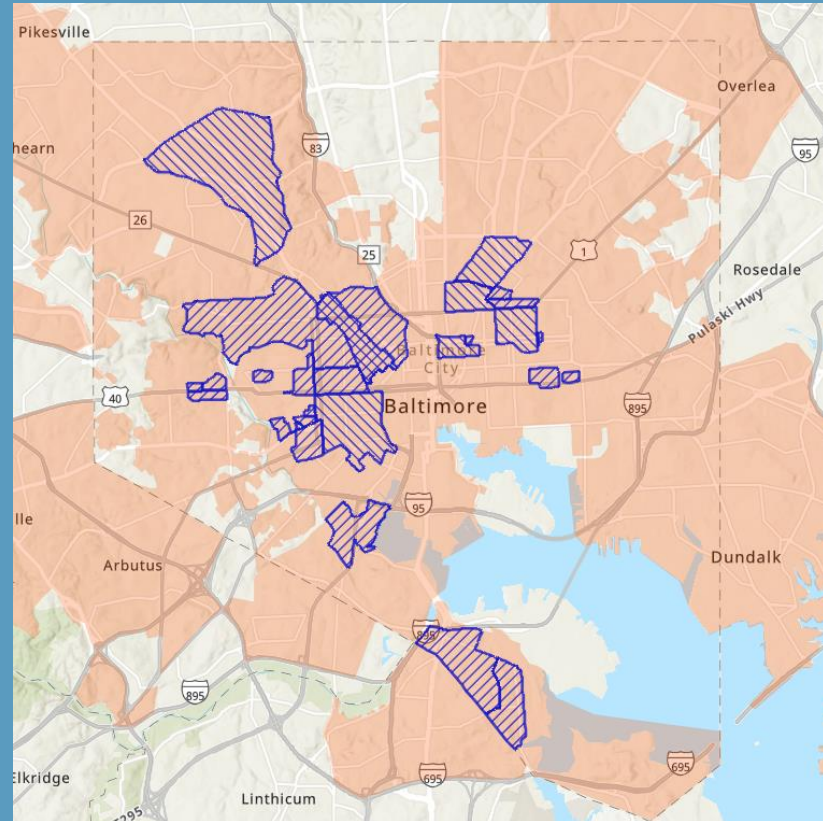 Pikesville
Overlea
hearn
83
95
26
25
1
Rosedale
Pulaski Hwy
Baltimore
City
40
Baltimore
895
95
lle
Arbutus
Dundalk
895
895
Elkridge
695
695
Linthicum
295